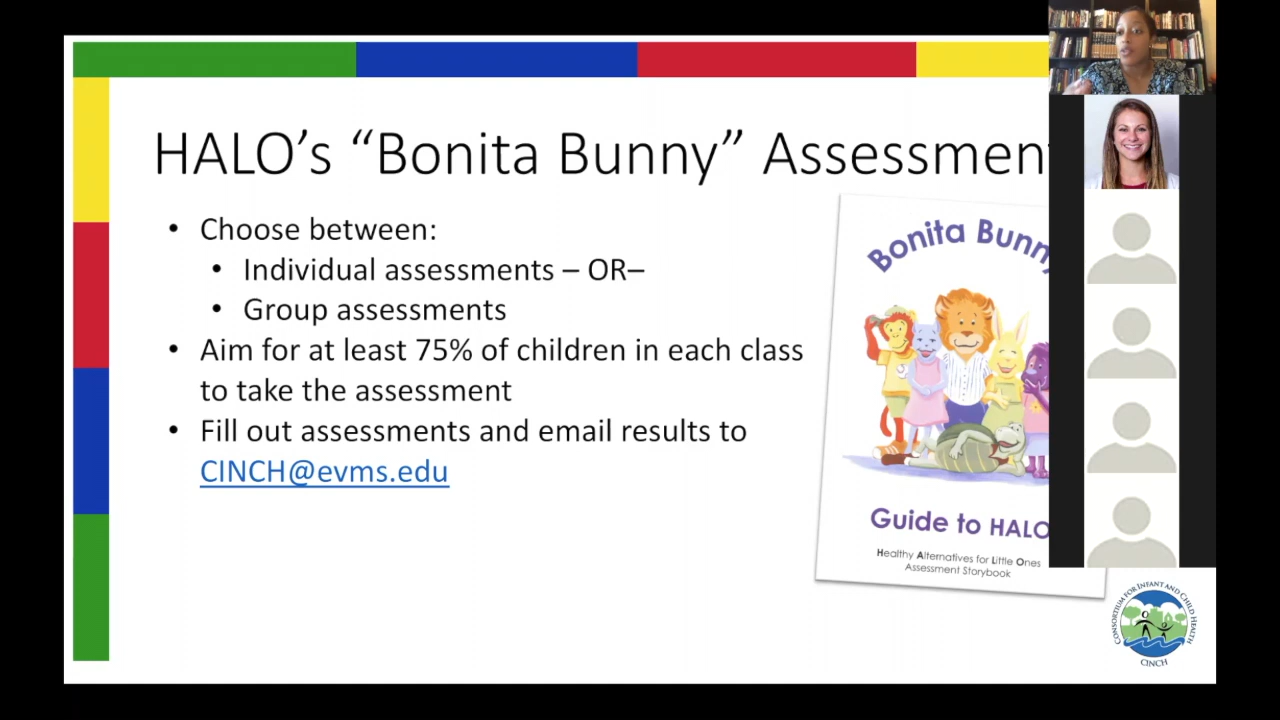 HALO's “Bonita Bunny” Assessmen
• Choose between:
• Individual assessments – OR–
• Group assessments
• Aim for at least 75% of children in each class
to take the assessment
• Fill out assessments and email results to
CINCH@evms.edu
Bonita Bunny
Guide to HALO
Healthy Alternatives for Little Ones
Assessment Storybook
CONSORTIUM FOR INFANT AND CHILD HEALTH
CINCH